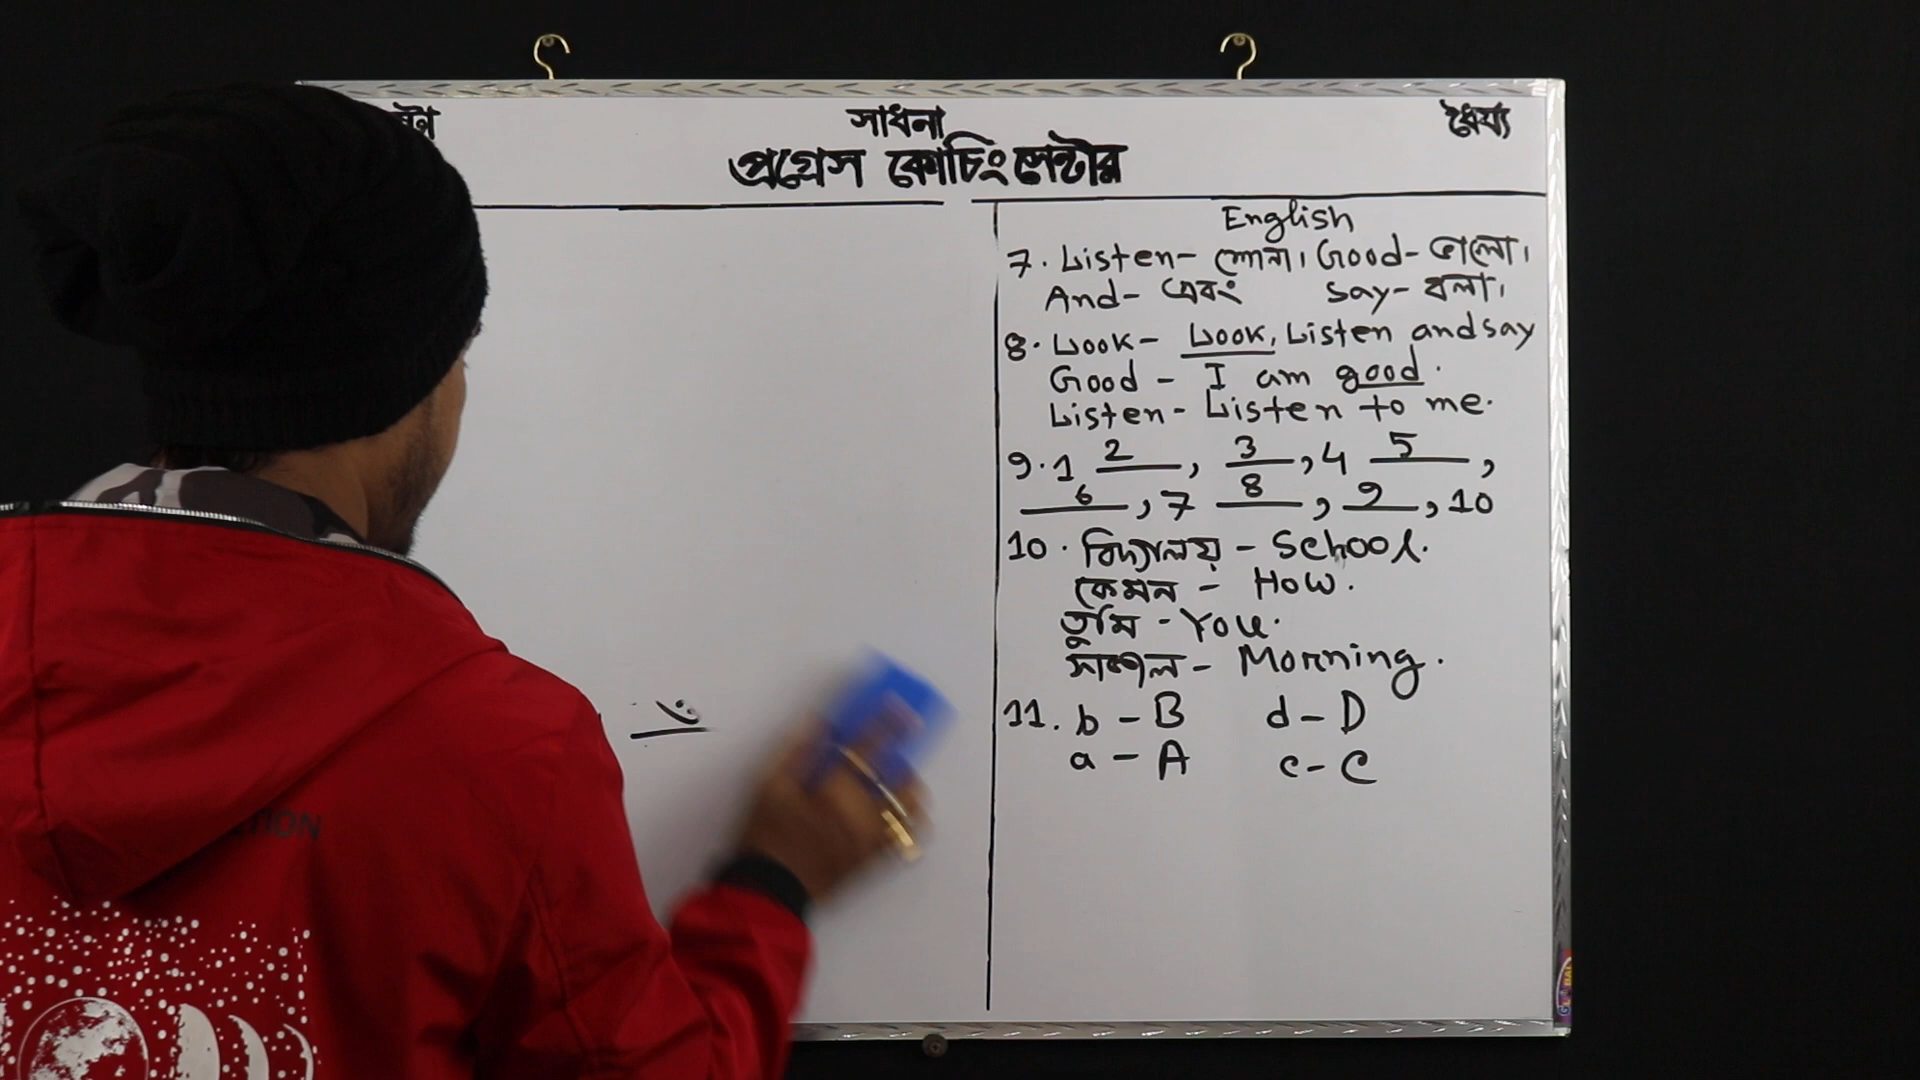 সাধনা
ধৈর্য্য
প্রগ্রেস কোচিং সেন্টার
English
7. Listen- শোনা। Good- ভালো।
And- এবং say- বলা।
8. Look- Look, Listen and say
Good - I am good.
Listen- Listen to me.
9. 1 2, 3, 4 5,
6, 7 8, 9, 10
10. বিদ্যালয় - School.
কেমন - How.
তুমি - You.
সাকাল - Morning.
11. b - B d - D
a - A c - C